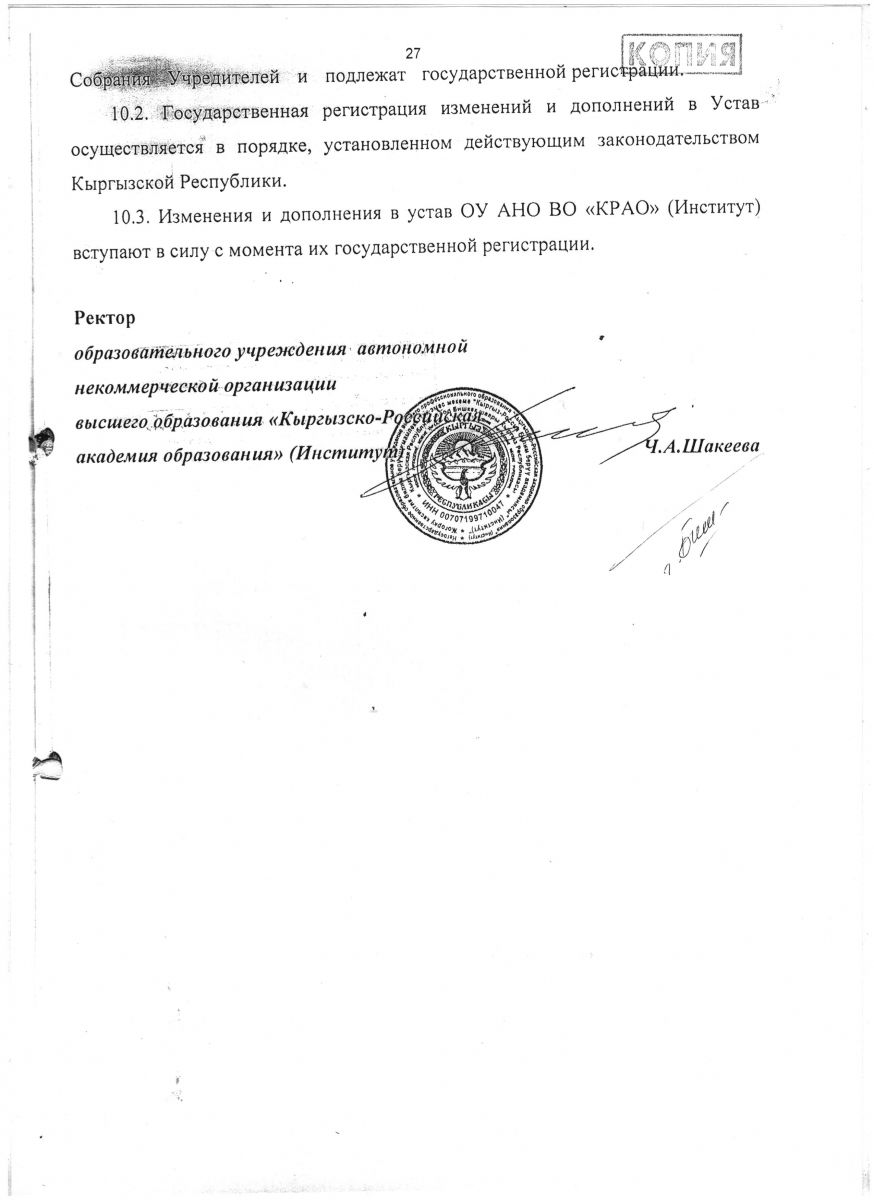 27
КОПИЯ
Собрания Учредителей и подлежат государственной регистрации.
10.2. Государственная регистрация изменений и дополнений в Устав
осуществляется в порядке, установленном действующим законодательством
Кыргызской Республики.
10.3. Изменения и дополнения в устав ОУ АНО ВО «КРАО» (Институт)
вступают в силу с момента их государственной регистрации.
Ректор
образовательного учреждения автономной
некоммерческой организации
высшего образования «Кыргызско-Российская
академия образования» (Институт)
Ч.А.Шакеева
КЫРГЫЗ
РЕСПУБЛИКАСЫ
ИНН 00707199710047